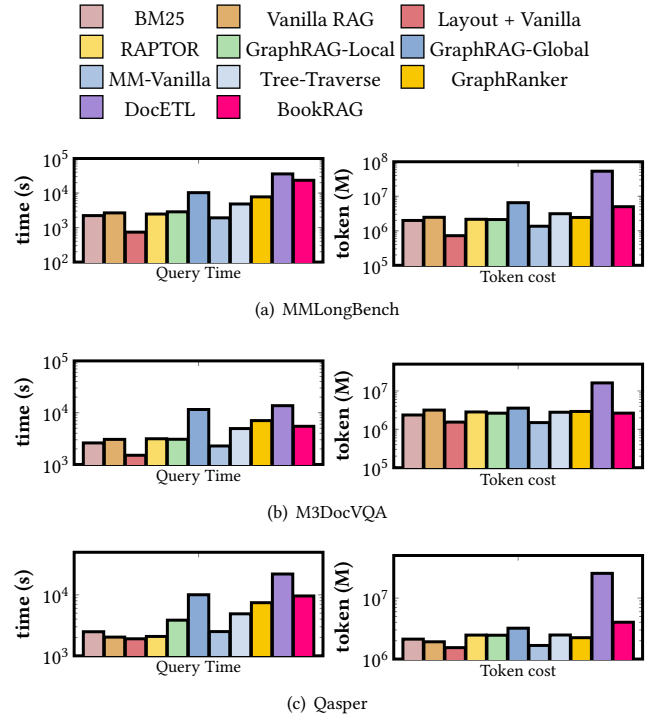 BM25 Vanilla RAG Layout + Vanilla
RAPTOR GraphRAG-Local GraphRAG-Global
MM-Vanilla Tree-Traverse GraphRanker
DocETL BookRAG
time (s)
10^5
10^4
10^3
10^2
Query Time
token (M)
10^8
10^7
10^6
10^5
Token cost
(a) MMLongBench
time (s)
10^5
10^4
10^3
Query Time
token (M)
10^7
10^6
10^5
Token cost
(b) M3DocVQA
time (s)
10^4
10^3
Query Time
token (M)
10^7
10^6
Token cost
(c) Qasper